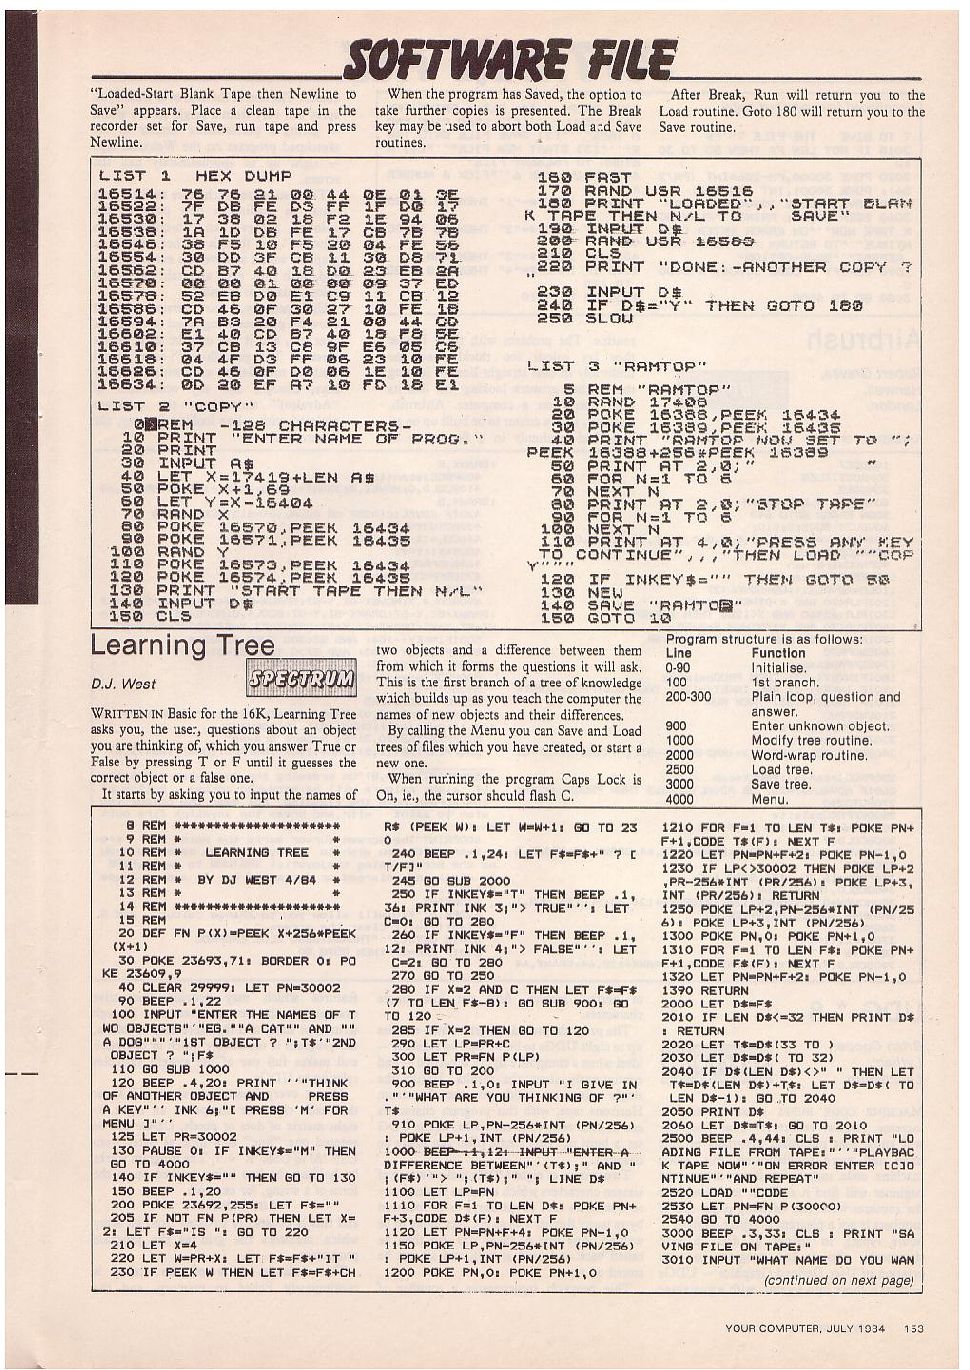 SOFTWARE FILE
"Loaded-Start Blank Tape then Newline to
Save" appears. Place a clean tape in the
recorder set for Save, run tape and press
Newline.
When the program has Saved, the option to
take further copies is presented. The Break
key may be used to abort both Load and Save
routines.
After Break, Run will return you to the
Load routine. Goto 180 will return you to the
Save routine.
LIST 1 HEX DUMP
16514: 76 76 21 00 44 0E 01 3E
16522: 7F DB FE D3 FF 1F D0 17
16530: 17 38 02 18 F2 1E 94 06
16538: 1A 1D DB FE 17 CB 7B 7B
16546: 38 F5 10 F5 20 04 FE 56
16554: 30 DD 3F CB 11 30 D8 71
16562: CD B7 40 18 D0 23 EB 2A
16570: 00 00 01 00 00 09 37 ED
16578: 52 EB D0 E1 C9 11 CB 12
16586: CD 46 0F 30 27 10 FE 1B
16594: 7A B3 20 F4 21 00 44 CD
16602: E1 40 CD B7 40 18 F8 5E
16610: 37 CB 13 C8 9F E6 05 C6
16618: 04 4F D3 FF 06 23 10 FE
16626: CD 46 0F D0 06 1E 10 FE
16634: 0D 20 EF A7 10 FD 18 E1
LIST 2 "COPY"
0 REM -128 CHARACTERS-
10 PRINT "ENTER NAME OF PROG."
20 PRINT
30 INPUT A$
40 LET X=17419+LEN A$
50 POKE X+1,69
60 LET Y=X-16404
70 RAND X
80 POKE 16570,PEEK 16434
90 POKE 16571,PEEK 16435
100 RAND Y
110 POKE 16573,PEEK 16434
120 POKE 16574,PEEK 16435
130 PRINT "START TAPE THEN N/L"
140 INPUT D$
150 CLS
160 FAST
170 RAND USR 16516
180 PRINT "LOADED",,"START BLAN
K TAPE THEN N/L TO SAVE"
190 INPUT D$
200 RAND USR 16583
210 CLS
220 PRINT "DONE:-ANOTHER COPY ?
"
230 INPUT D$
240 IF D$="Y" THEN GOTO 180
250 SLOW
LIST 3 "RAMTOP"
5 REM "RAMTOP"
10 RAND 17408
20 POKE 16388,PEEK 16434
30 POKE 16389,PEEK 16435
40 PRINT "RAMTOP NOW SET TO ";
PEEK 16388+256*PEEK 16389
50 PRINT AT 2,0;" "
60 FOR N=1 TO 6
70 NEXT N
80 PRINT AT 2,0;"STOP TAPE"
90 FOR N=1 TO 6
100 NEXT N
110 PRINT AT 4,0;"PRESS ANY KEY
TO CONTINUE",,,"THEN LOAD ""COP
Y"""
120 IF INKEY$="" THEN GOTO 50
130 NEW
140 SAVE "RAMTOP"
150 GOTO 10
Learning Tree
D.J. West
SPECTRUM
WRITTEN IN Basic for the 16K, Learning Tree
asks you, the user, questions about an object
you are thinking of, which you answer True or
False by pressing T or F until it guesses the
correct object or a false one.
It starts by asking you to input the names of
two objects and a difference between them
from which it forms the questions it will ask.
This is the first branch of a tree of knowledge
which builds up as you teach the computer the
names of new objects and their differences.
By calling the Menu you can Save and Load
trees of files which you have created, or start a
new one.
When running the program Caps Lock is
On, ie., the cursor should flash C.
Program structure is as follows:
Line Function
0-90 Initialise.
100 1st branch.
200-300 Plain loop, question and
answer.
900 Enter unknown object.
1000 Modify tree routine.
2000 Word-wrap routine.
2500 Load tree.
3000 Save tree.
4000 Menu.
8 REM **********************
9 REM * *
10 REM * LEARNING TREE *
11 REM * *
12 REM * BY DJ WEST 4/84 *
13 REM * *
14 REM **********************
15 REM
20 DEF FN P(X)=PEEK X+256*PEEK
(X+1)
30 POKE 23693,71: BORDER 0: PO
KE 23609,9
40 CLEAR 29999: LET PN=30002
90 BEEP .1,22
100 INPUT "ENTER THE NAMES OF T
WO OBJECTS"'"EG.""A CAT"" AND ""
A DOG""'"'"1ST OBJECT ? ";T$'"2ND
OBJECT ? ";F$
110 GO SUB 1000
120 BEEP .4,20: PRINT ''"THINK
OF ANOTHER OBJECT AND PRESS
A KEY"'' INK 6;"[ PRESS 'M' FOR
MENU ]"''
125 LET PR=30002
130 PAUSE 0: IF INKEY$="M" THEN
GO TO 4000
140 IF INKEY$="" THEN GO TO 130
150 BEEP .1,20
200 POKE 23692,255: LET F$=""
205 IF NOT FN P(PR) THEN LET X=
2: LET F$="IS ": GO TO 220
210 LET X=4
220 LET W=PR+X: LET F$=F$+"IT "
230 IF PEEK W THEN LET F$=F$+CH
R$ (PEEK W): LET W=W+1: GO TO 23
0
240 BEEP .1,24: LET F$=F$+" ? [
T/F]"
245 GO SUB 2000
250 IF INKEY$="T" THEN BEEP .1,
36: PRINT INK 3;"> TRUE"'': LET
C=0: GO TO 280
260 IF INKEY$="F" THEN BEEP .1,
12: PRINT INK 4;"> FALSE"'': LET
C=2: GO TO 280
270 GO TO 250
280 IF X=2 AND C THEN LET F$=F$
(7 TO LEN F$-8): GO SUB 900: GO
TO 120
285 IF X=2 THEN GO TO 120
290 LET LP=PR+C
300 LET PR=FN P(LP)
310 GO TO 200
900 BEEP .1,0: INPUT "I GIVE IN
."'"WHAT ARE YOU THINKING OF ?"'
T$
910 POKE LP,PN-256*INT (PN/256)
: POKE LP+1,INT (PN/256)
1000 BEEP .1,12: INPUT "ENTER A
DIFFERENCE BETWEEN"'(T$);" AND "
;(F$)'"> ";(T$);" "; LINE D$
1100 LET LP=PN
1110 FOR F=1 TO LEN D$: POKE PN+
F+3,CODE D$(F): NEXT F
1120 LET PN=PN+F+4: POKE PN-1,0
1150 POKE LP,PN-256*INT (PN/256)
: POKE LP+1,INT (PN/256)
1200 POKE PN,0: POKE PN+1,0
1210 FOR F=1 TO LEN T$: POKE PN+
F+1,CODE T$(F): NEXT F
1220 LET PN=PN+F+2: POKE PN-1,0
1230 IF LP<>30002 THEN POKE LP+2
,PR-256*INT (PR/256): POKE LP+3,
INT (PR/256): RETURN
1250 POKE LP+2,PN-256*INT (PN/25
6): POKE LP+3,INT (PN/256)
1300 POKE PN,0: POKE PN+1,0
1310 FOR F=1 TO LEN F$: POKE PN+
F+1,CODE F$(F): NEXT F
1320 LET PN=PN+F+2: POKE PN-1,0
1390 RETURN
2000 LET D$=F$
2010 IF LEN D$<=32 THEN PRINT D$
: RETURN
2020 LET T$=D$(33 TO )
2030 LET D$=D$( TO 32)
2040 IF D$(LEN D$)<>" " THEN LET
T$=D$(LEN D$)+T$: LET D$=D$( TO
LEN D$-1): GO TO 2040
2050 PRINT D$
2060 LET D$=T$: GO TO 2010
2500 BEEP .4,44: CLS : PRINT "LO
ADING FILE FROM TAPE:"'''"PLAYBAC
K TAPE NOW"'"ON ERROR ENTER [CO]O
NTINUE"'"AND REPEAT"
2520 LOAD ""CODE
2530 LET PN=FN P(30000)
2540 GO TO 4000
3000 BEEP .3,33: CLS : PRINT "SA
VING FILE ON TAPE:"
3010 INPUT "WHAT NAME DO YOU WAN
(continued on next page)
YOUR COMPUTER, JULY 1984 153